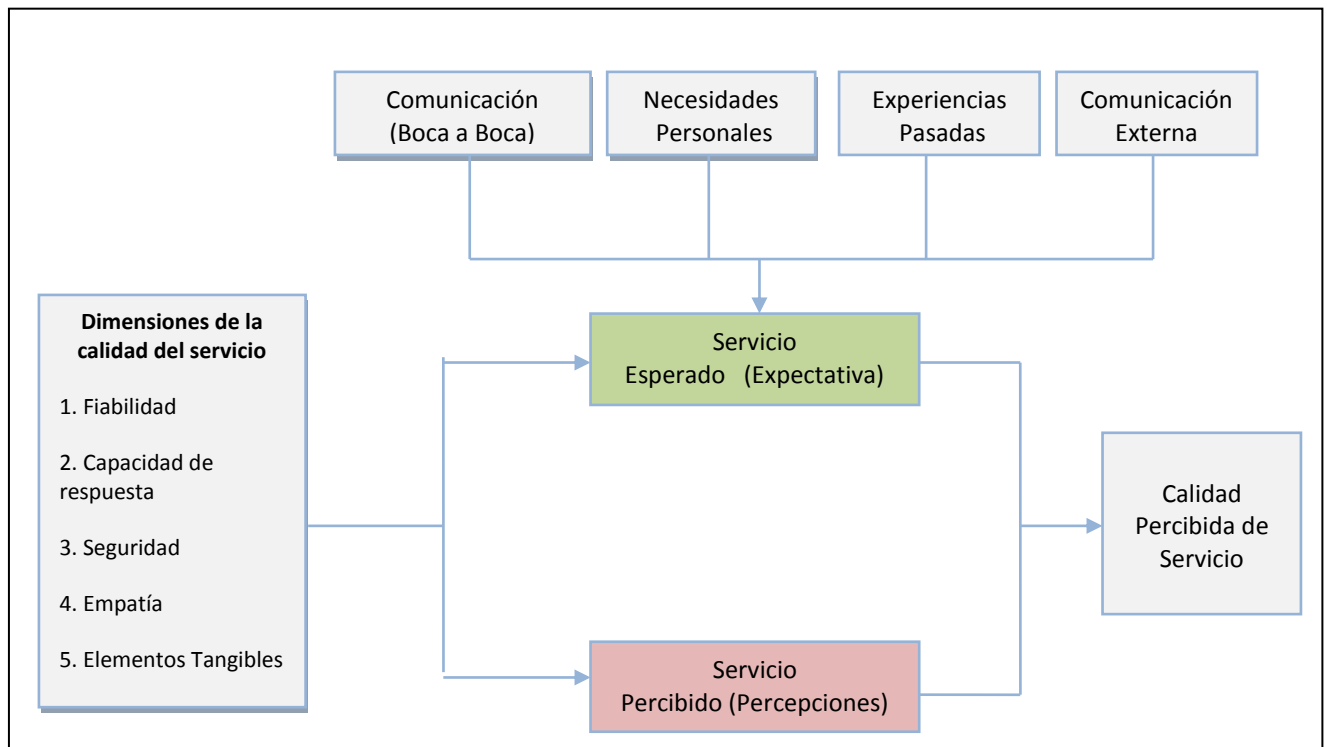 Comunicación
(Boca a Boca)
Necesidades
Personales
Experiencias
Pasadas
Comunicación
Externa
Dimensiones de la
calidad del servicio
1. Fiabilidad
2. Capacidad de
respuesta
3. Seguridad
4. Empatía
5. Elementos Tangibles
Servicio
Esperado (Expectativa)
Servicio
Percibido (Percepciones)
Calidad
Percibida de
Servicio